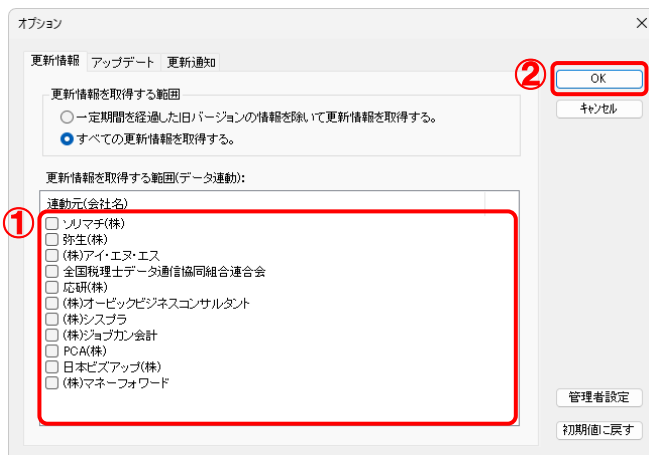 オプション
更新情報 アップデート 更新通知
② OK
キャンセル
更新情報を取得する範囲
一定期間を経過した旧バージョンの情報を除いて更新情報を取得する。
すべての更新情報を取得する。
更新情報を取得する範囲(データ連動):
連動元(会社名)
①
ソリマチ(株)
弥生(株)
(株)アイ・エヌ・エス
全国税理士データ通信協同組合連合会
応研(株)
(株)オービックビジネスコンサルタント
(株)シスプラ
(株)ジョブカン会計
PCA(株)
日本ビズアップ(株)
(株)マネーフォワード
管理者設定
初期値に戻す